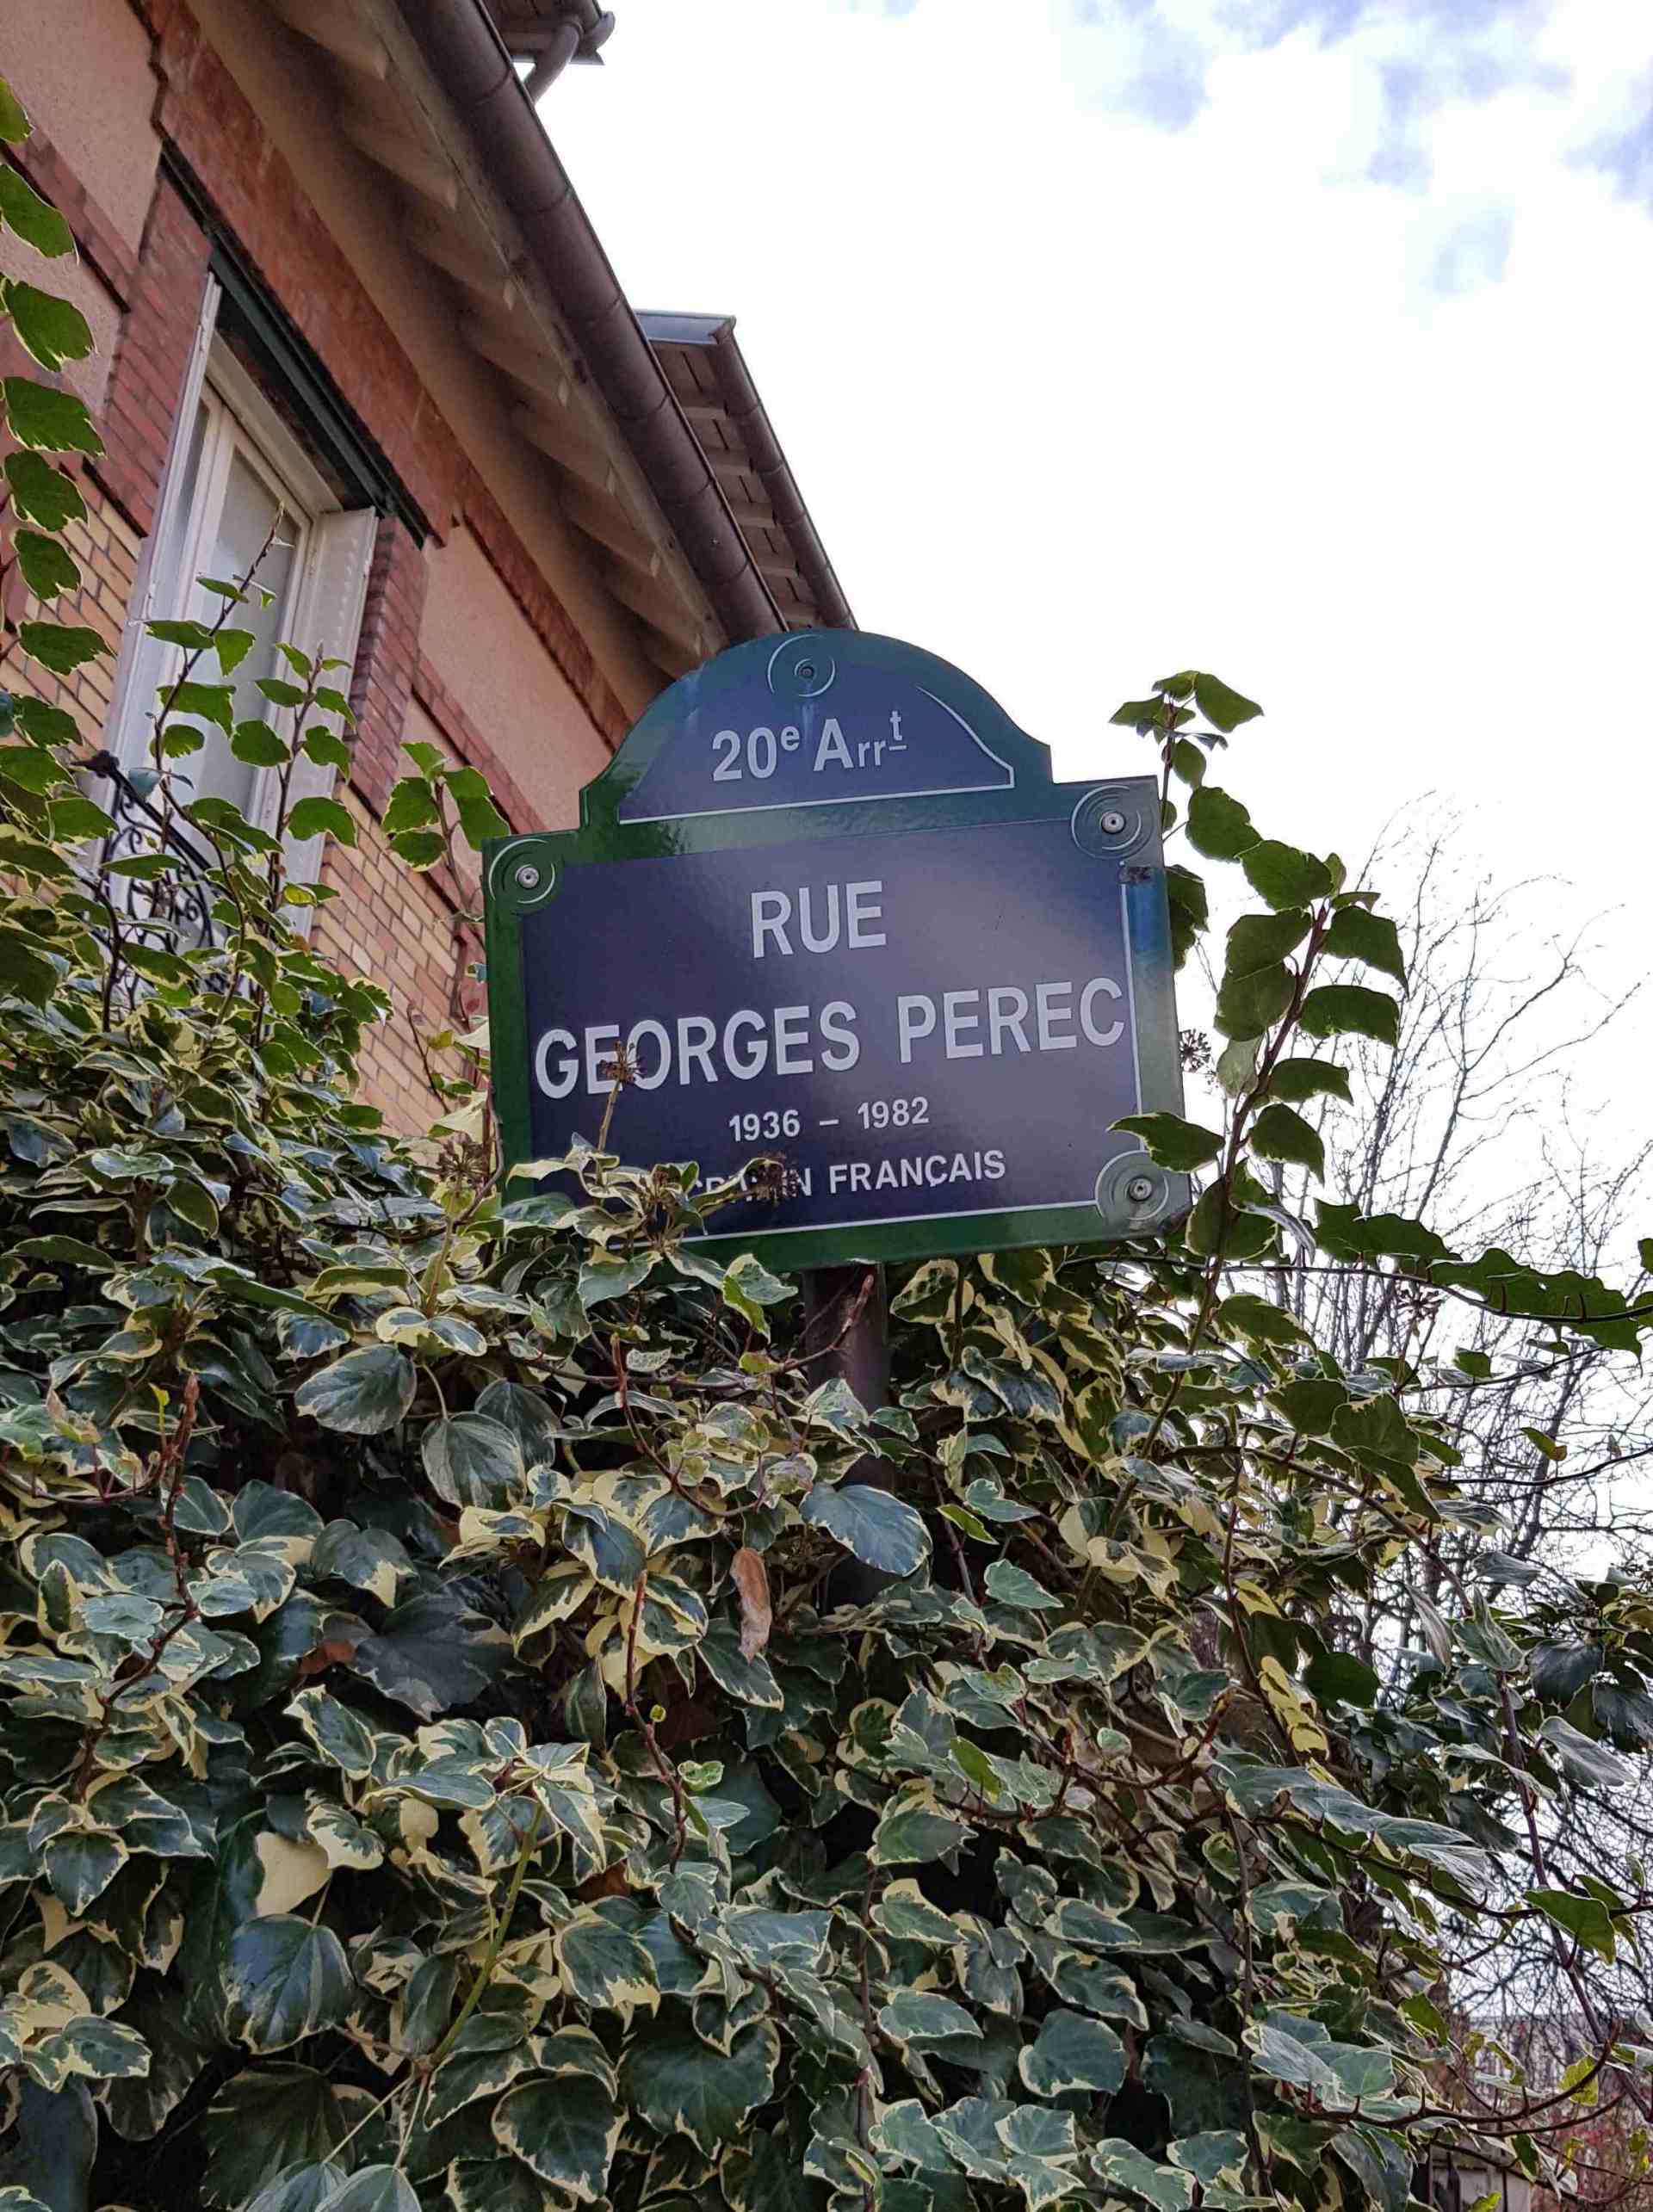 20e Arrt
RUE
GEORGES PEREC
1936 – 1982
FRANÇAIS